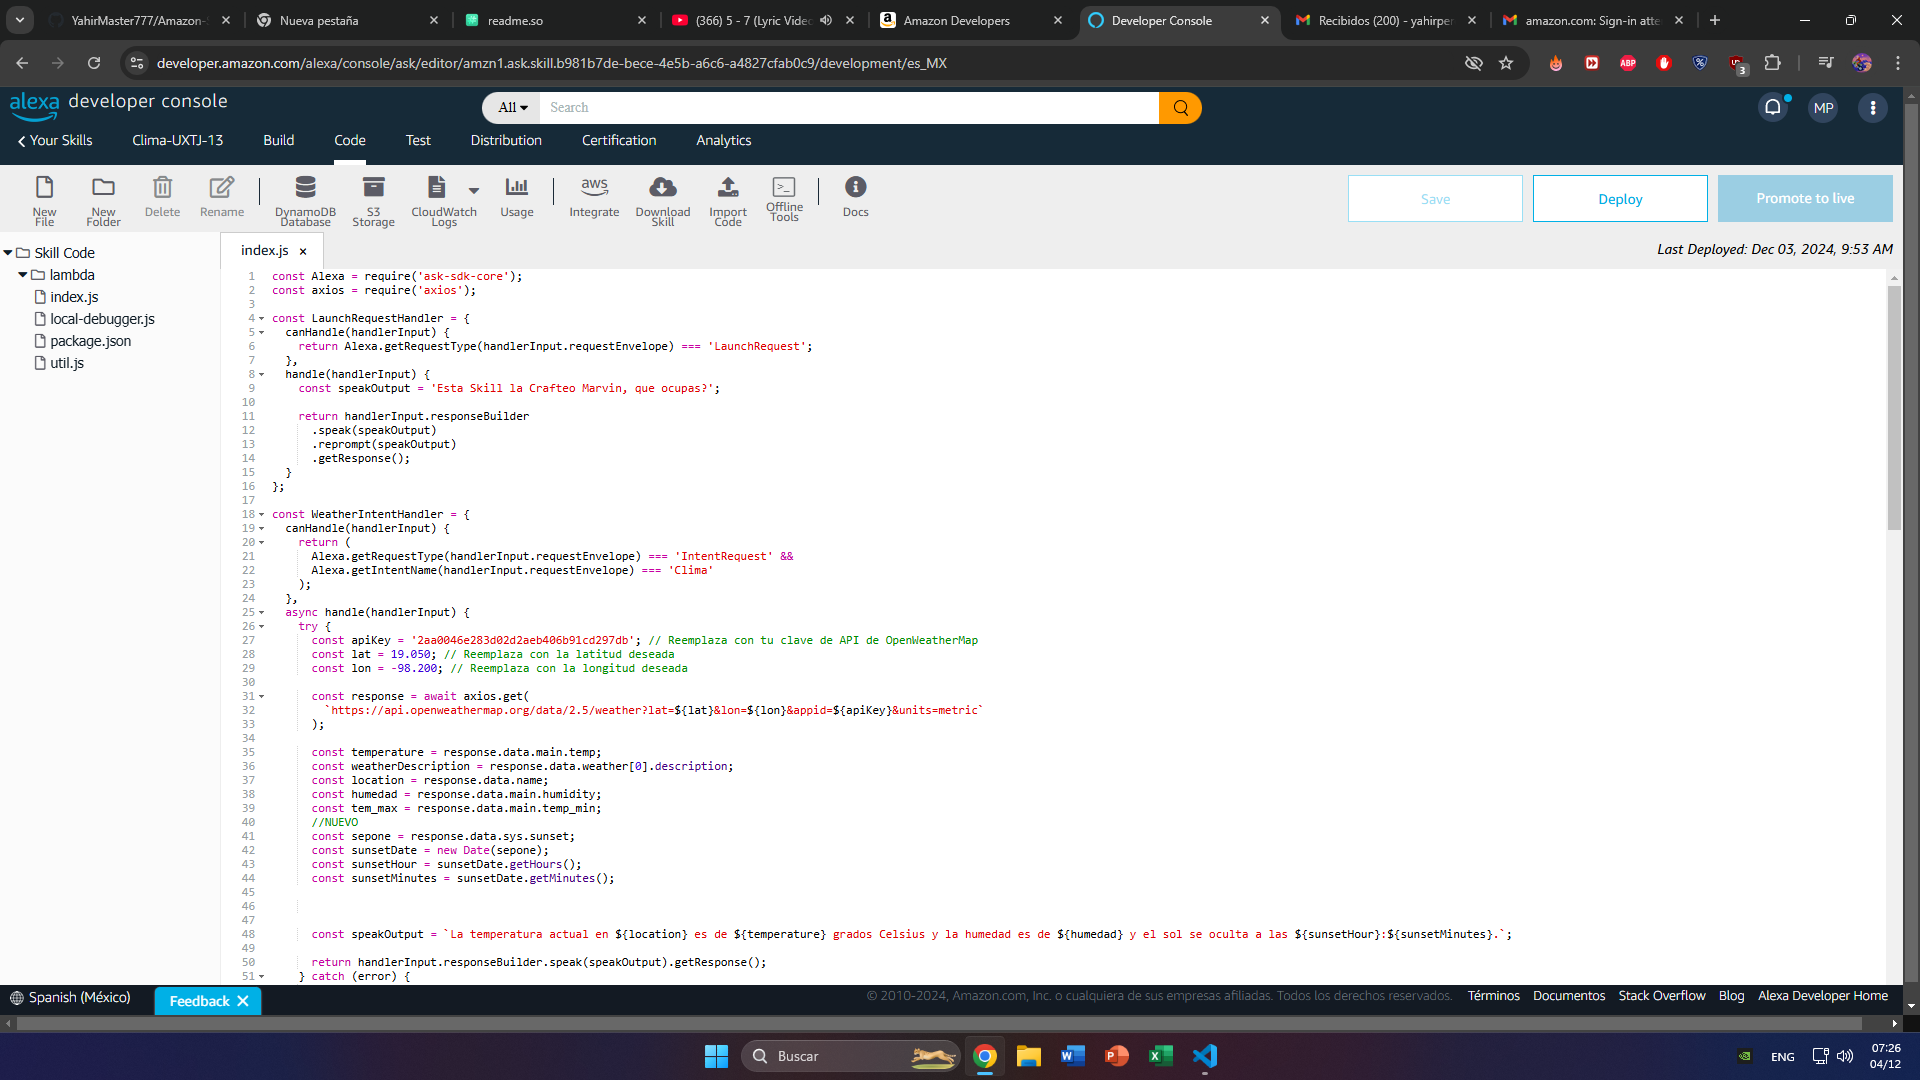 YahirMaster777/Amazon-S
Nueva pestaña
readme.so
(366) 5 - 7 (Lyric Video
Amazon Developers
Developer Console
Recibidos (200) - yahirper
amazon.com: Sign-in atte
developer.amazon.com/alexa/console/ask/editor/amzn1.ask.skill.b981b7de-bece-4e5b-a6c6-a4827cfab0c9/development/es_MX
ABP
3
alexa developer console
All
Search
MP
Your Skills
Clima-UXTJ-13
Build
Code
Test
Distribution
Certification
Analytics
New File
New Folder
Delete
Rename
DynamoDB Database
S3 Storage
CloudWatch Logs
Usage
aws
Integrate
Download Skill
Import Code
Offline Tools
Docs
Save
Deploy
Promote to live
Skill Code
lambda
index.js
local-debugger.js
package.json
util.js
index.js ×
Last Deployed: Dec 03, 2024, 9:53 AM
1 const Alexa = require('ask-sdk-core');
2 const axios = require('axios');
3
4 const LaunchRequestHandler = {
5 canHandle(handlerInput) {
6 return Alexa.getRequestType(handlerInput.requestEnvelope) === 'LaunchRequest';
7 },
8 handle(handlerInput) {
9 const speakOutput = 'Esta Skill la Crafteo Marvin, que ocupas?';
10
11 return handlerInput.responseBuilder
12 .speak(speakOutput)
13 .reprompt(speakOutput)
14 .getResponse();
15 }
16 };
17
18 const WeatherIntentHandler = {
19 canHandle(handlerInput) {
20 return (
21 Alexa.getRequestType(handlerInput.requestEnvelope) === 'IntentRequest' &&
22 Alexa.getIntentName(handlerInput.requestEnvelope) === 'Clima'
23 );
24 },
25 async handle(handlerInput) {
26 try {
27 const apiKey = '2aa0046e283d02d2aeb406b91cd297db'; // Reemplaza con tu clave de API de OpenWeatherMap
28 const lat = 19.050; // Reemplaza con la latitud deseada
29 const lon = -98.200; // Reemplaza con la longitud deseada
30
31 const response = await axios.get(
32 `https://api.openweathermap.org/data/2.5/weather?lat=${lat}&lon=${lon}&appid=${apiKey}&units=metric`
33 );
34
35 const temperature = response.data.main.temp;
36 const weatherDescription = response.data.weather[0].description;
37 const location = response.data.name;
38 const humedad = response.data.main.humidity;
39 const tem_max = response.data.main.temp_min;
40 //NUEVO
41 const sepone = response.data.sys.sunset;
42 const sunsetDate = new Date(sepone);
43 const sunsetHour = sunsetDate.getHours();
44 const sunsetMinutes = sunsetDate.getMinutes();
45
46
47
48 const speakOutput = `La temperatura actual en ${location} es de ${temperature} grados Celsius y la humedad es de ${humedad} y el sol se oculta a las ${sunsetHour}:${sunsetMinutes}.`;
49
50 return handlerInput.responseBuilder.speak(speakOutput).getResponse();
51 } catch (error) {
Spanish (México)
Feedback
© 2010-2024, Amazon.com, Inc. o cualquiera de sus empresas afiliadas. Todos los derechos reservados.
Términos
Documentos
Stack Overflow
Blog
Alexa Developer Home
Buscar
ENG
07:26
04/12